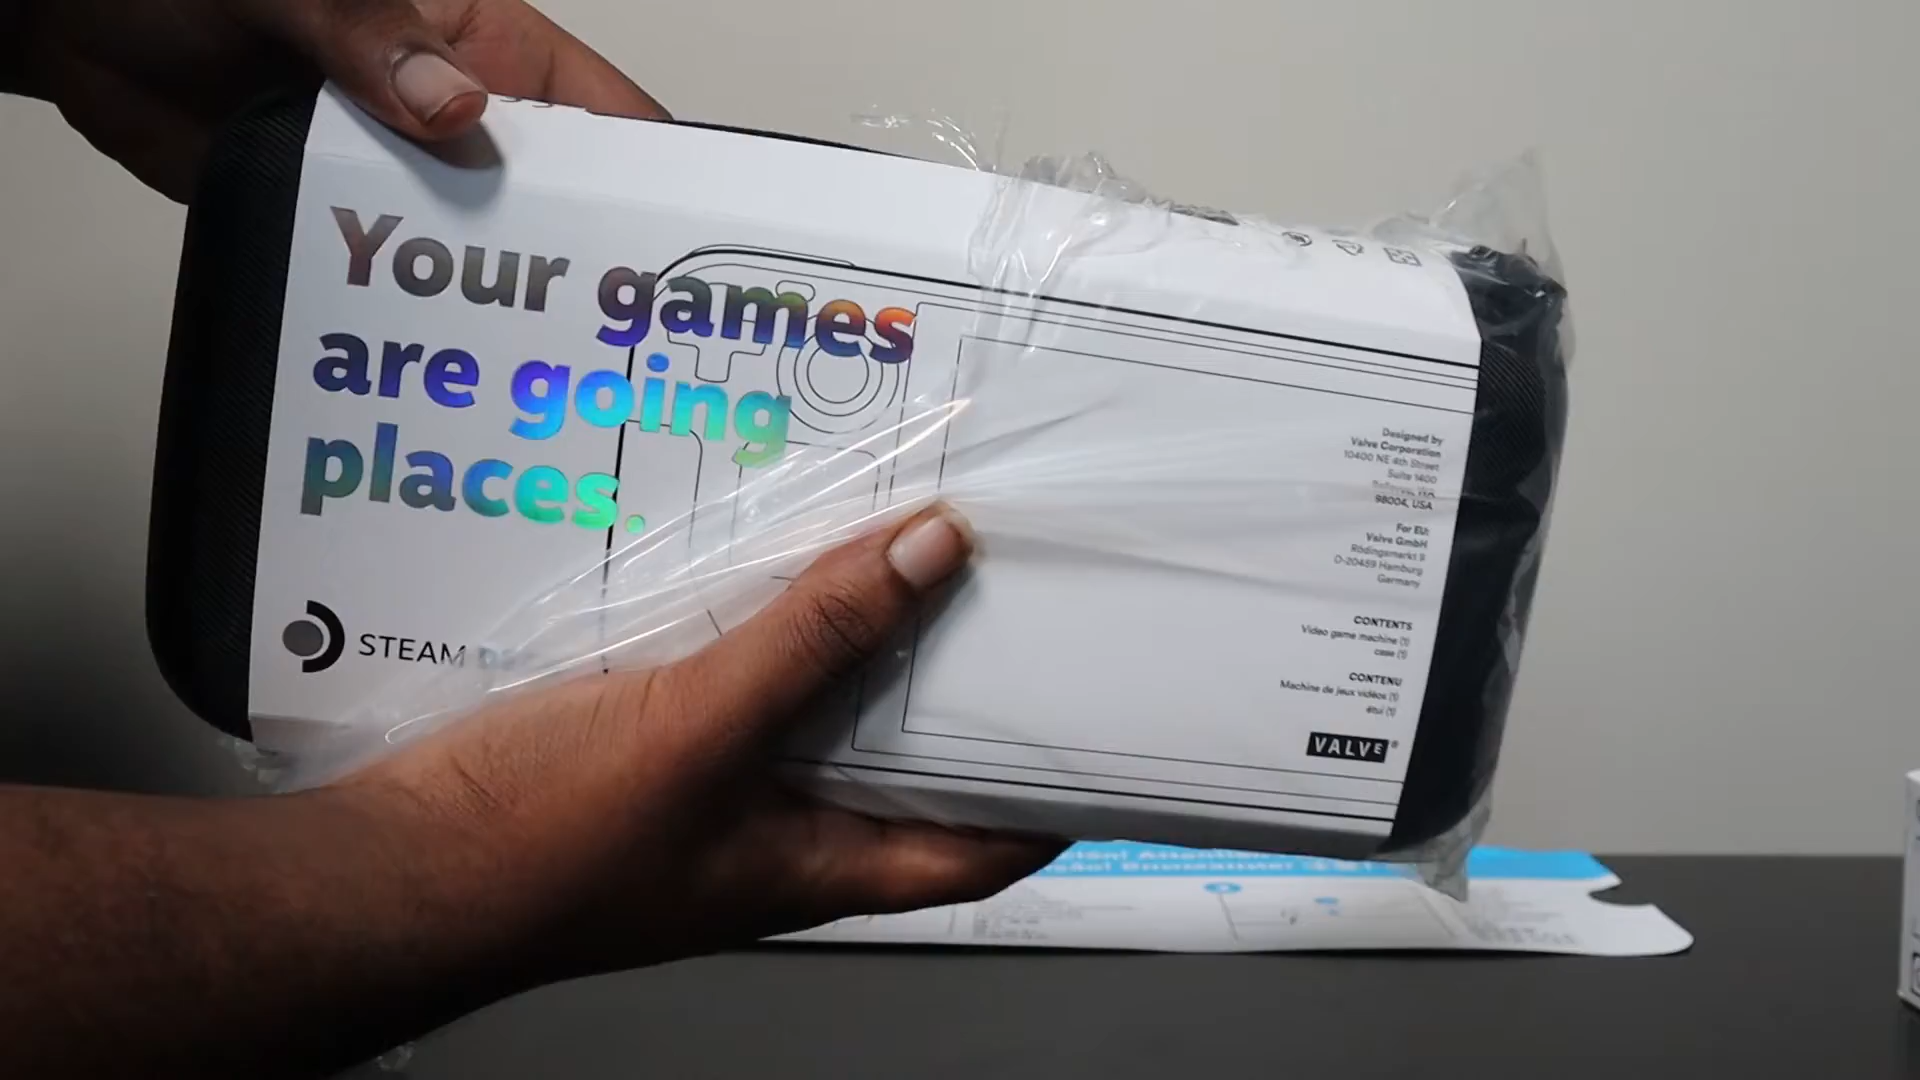 Your games
are going
places.
STEAM
Designed by
Valve Corporation
10400 NE 4th Street
Suite 1400
98004, USA
For EU:
Valve GmbH
Rödingsmarkt 9
D-20459 Hamburg
Germany
CONTENTS
Video game machine (1)
case (1)
CONTENU
Machine de jeux vidéos (1)
étui (1)
VALVE®